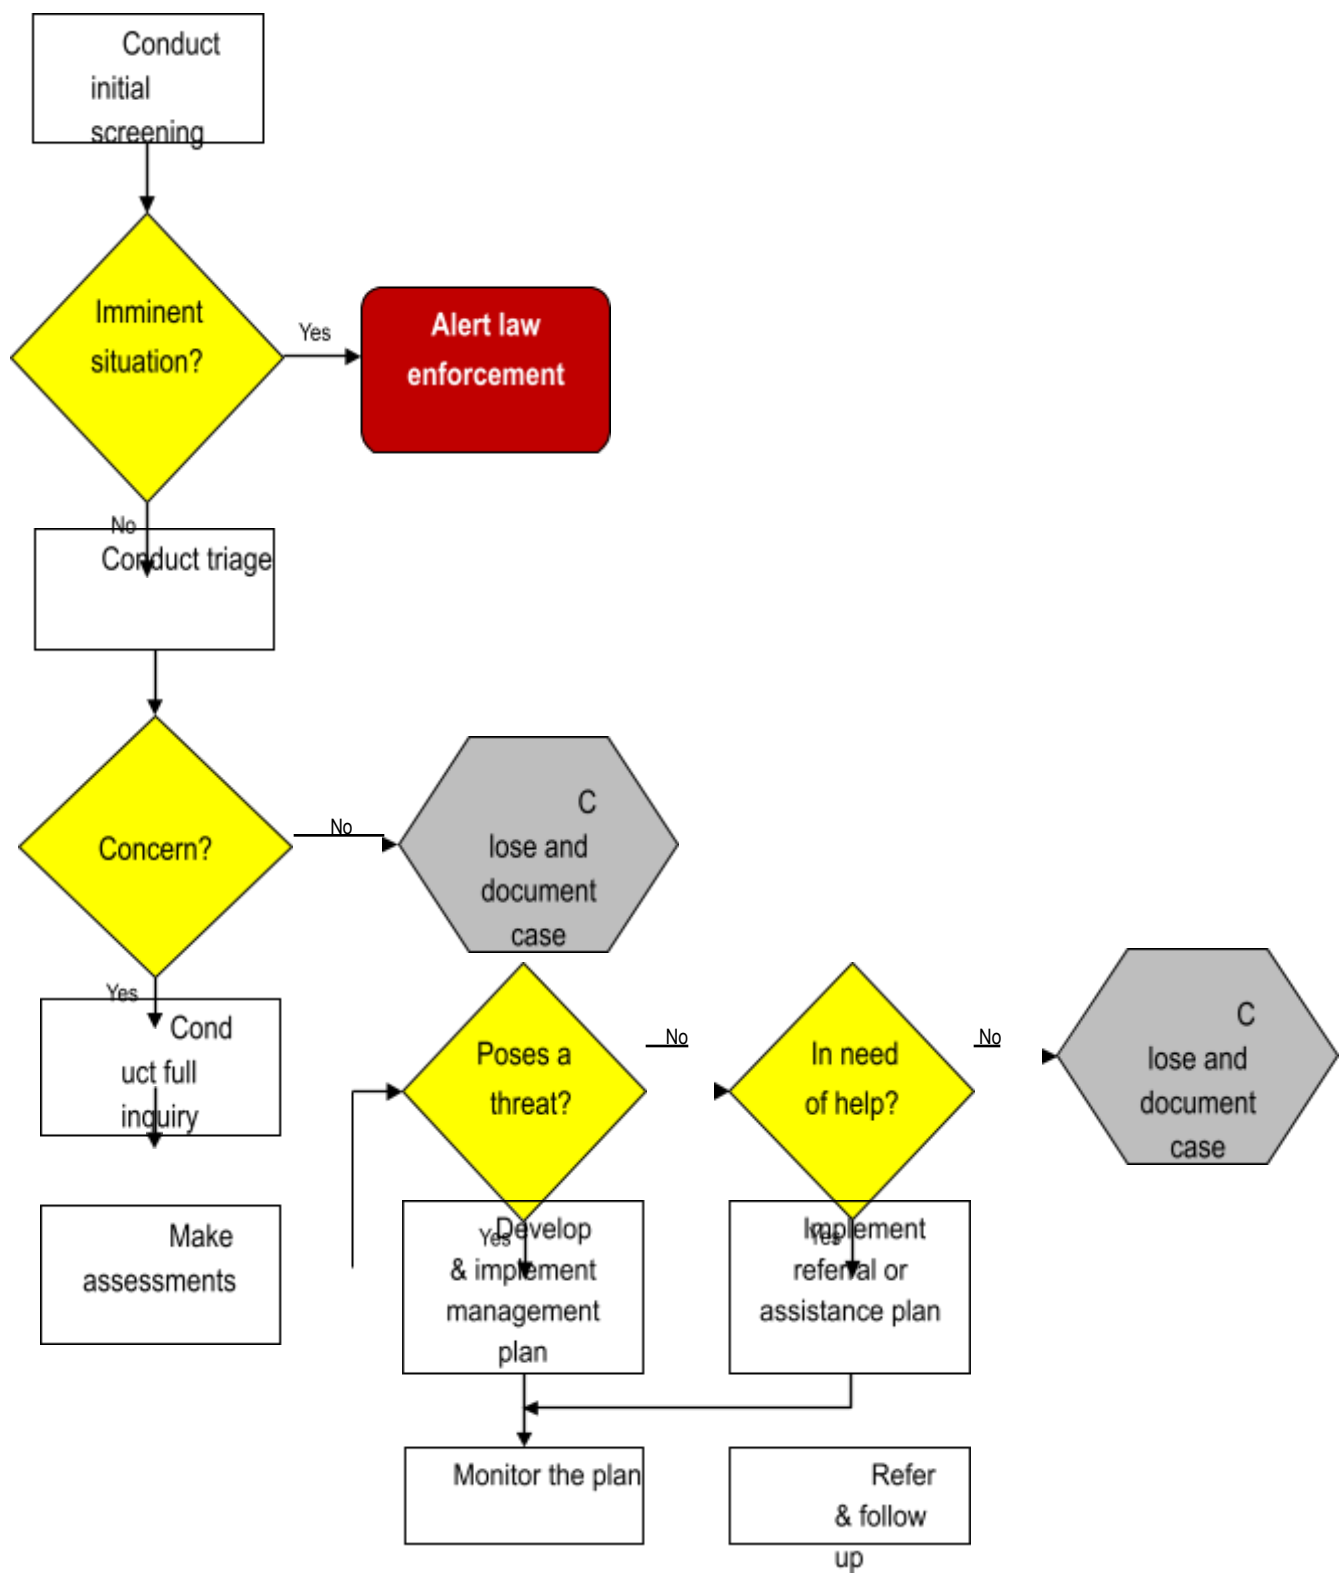 Conduct
initial
screening
Imminent
situation?
Yes
Alert law
enforcement
No
Conduct triage
Concern?
No
C
lose and
document
case
Yes
Cond
uct full
inquiry
Make
assessments
Poses a
threat?
No
In need
of help?
No
C
lose and
document
case
Yes
Develop
& implement
management
plan
Yes
Implement
referral or
assistance plan
Monitor the plan
Refer
& follow
up